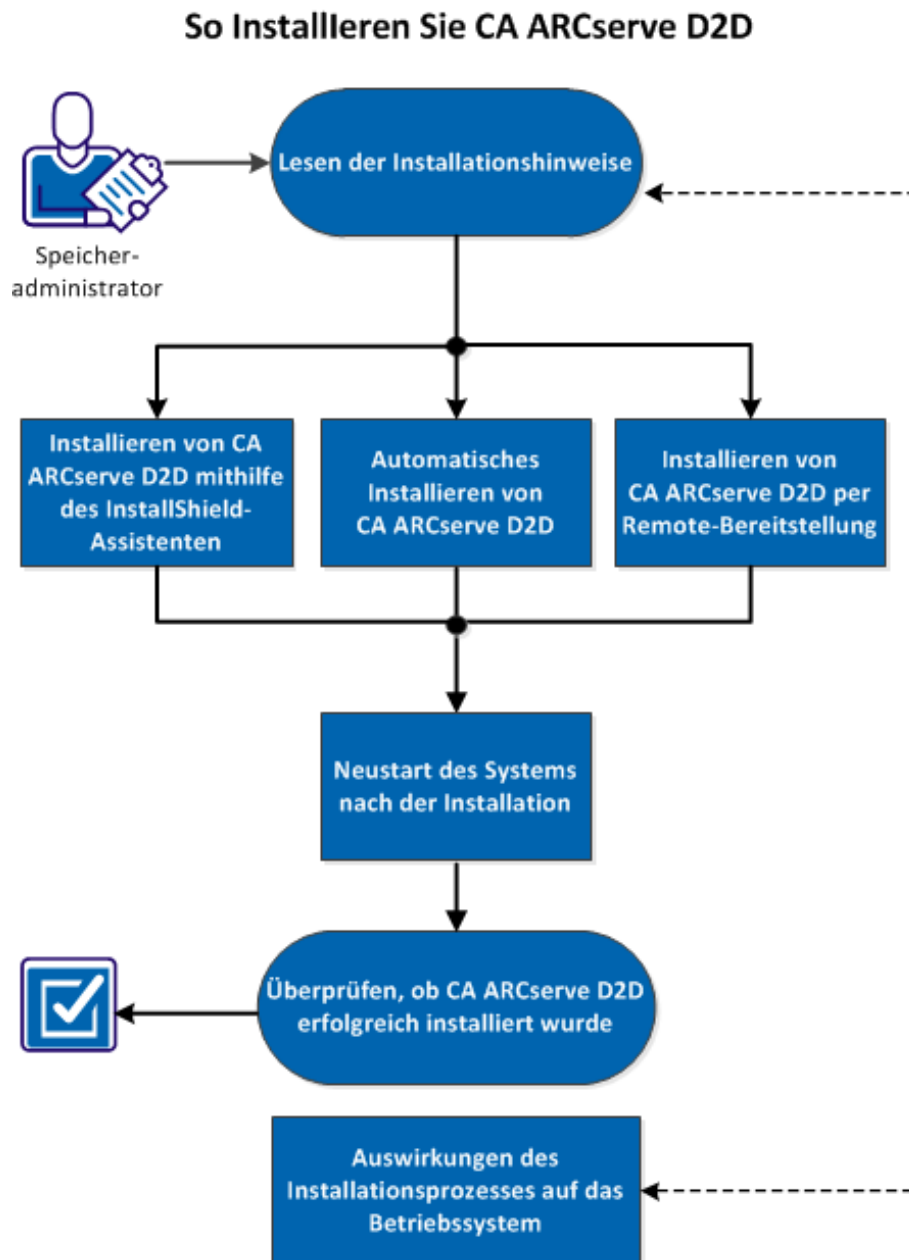 So Installleren Sie CA ARCserve D2D
Lesen der Installationshinweise
Speicher-
administrator
Installieren von CA
ARCserve D2D mithilfe
des InstallShield-
Assistenten
Automatisches
Installieren von
CA ARCserve D2D
Installieren von
CA ARCserve D2D per
Remote-Bereitstellung
Neustart des Systems
nach der Installation
Überprüfen, ob CA ARCserve D2D
erfolgreich installiert wurde
Auswirkungen des
Installationsprozesses auf das
Betriebssystem